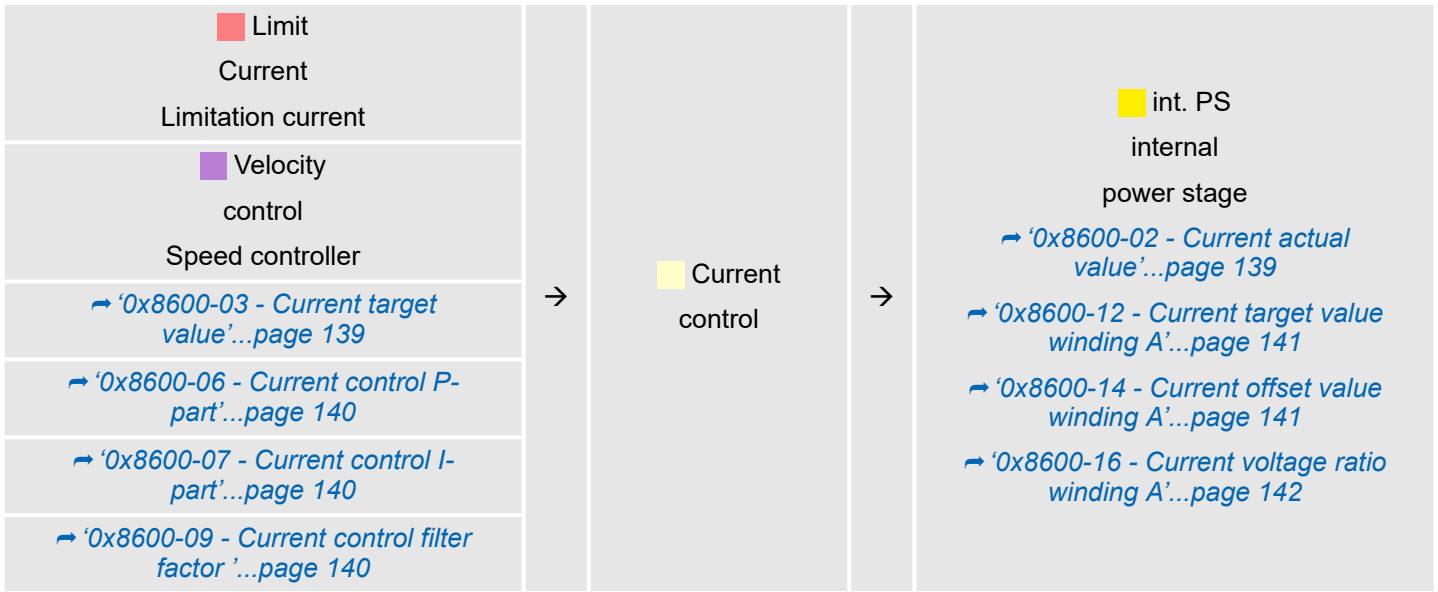 Limit
Current
Limitation current
Velocity
control
Speed controller
➦ ‘0x8600-03 - Current target
value’...page 139
➦ ‘0x8600-06 - Current control P-
part’...page 140
➦ ‘0x8600-07 - Current control I-
part’...page 140
➦ ‘0x8600-09 - Current control filter
factor ’...page 140
→
Current
control
→
int. PS
internal
power stage
➦ ‘0x8600-02 - Current actual
value’...page 139
➦ ‘0x8600-12 - Current target value
winding A’...page 141
➦ ‘0x8600-14 - Current offset value
winding A’...page 141
➦ ‘0x8600-16 - Current voltage ratio
winding A’...page 142